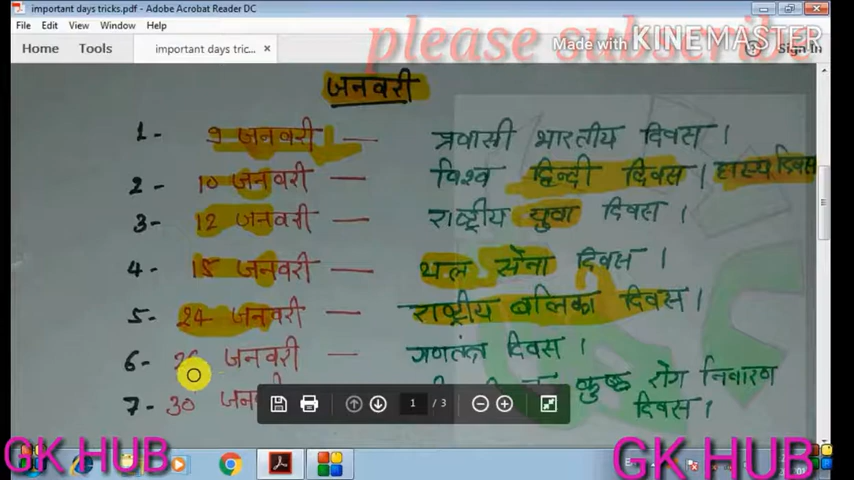 important days tricks.pdf - Adobe Acrobat Reader DC
File Edit View Window Help
please subscribe
Made with KINEMASTER
Home Tools important days tric... × Sign In
जनवरी
1- 9 जनवरी — प्रवासी भारतीय दिवस।
2- 10 जनवरी — विश्व हिन्दी दिवस। हास्य दिवस
3- 12 जनवरी — राष्ट्रीय युवा दिवस।
4- 15 जनवरी — थल सेना दिवस।
5- 24 जनवरी — राष्ट्रीय बलिका दिवस।
6- जनवरी — गणतंत्र दिवस।
7- 30 कुष्ठ रोग निवारण
दिवस।
1 / 3
GK HUB GK HUB